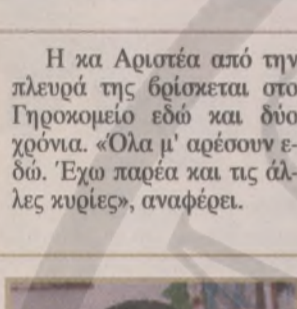 Η κα Αριστέα από την
πλευρά της βρίσκεται στο
Γηροκομείο εδώ και δύο
χρόνια. «Όλα μ' αρέσουν ε-
δώ. Έχω παρέα και τις άλ-
λες κυρίες», αναφέρει.